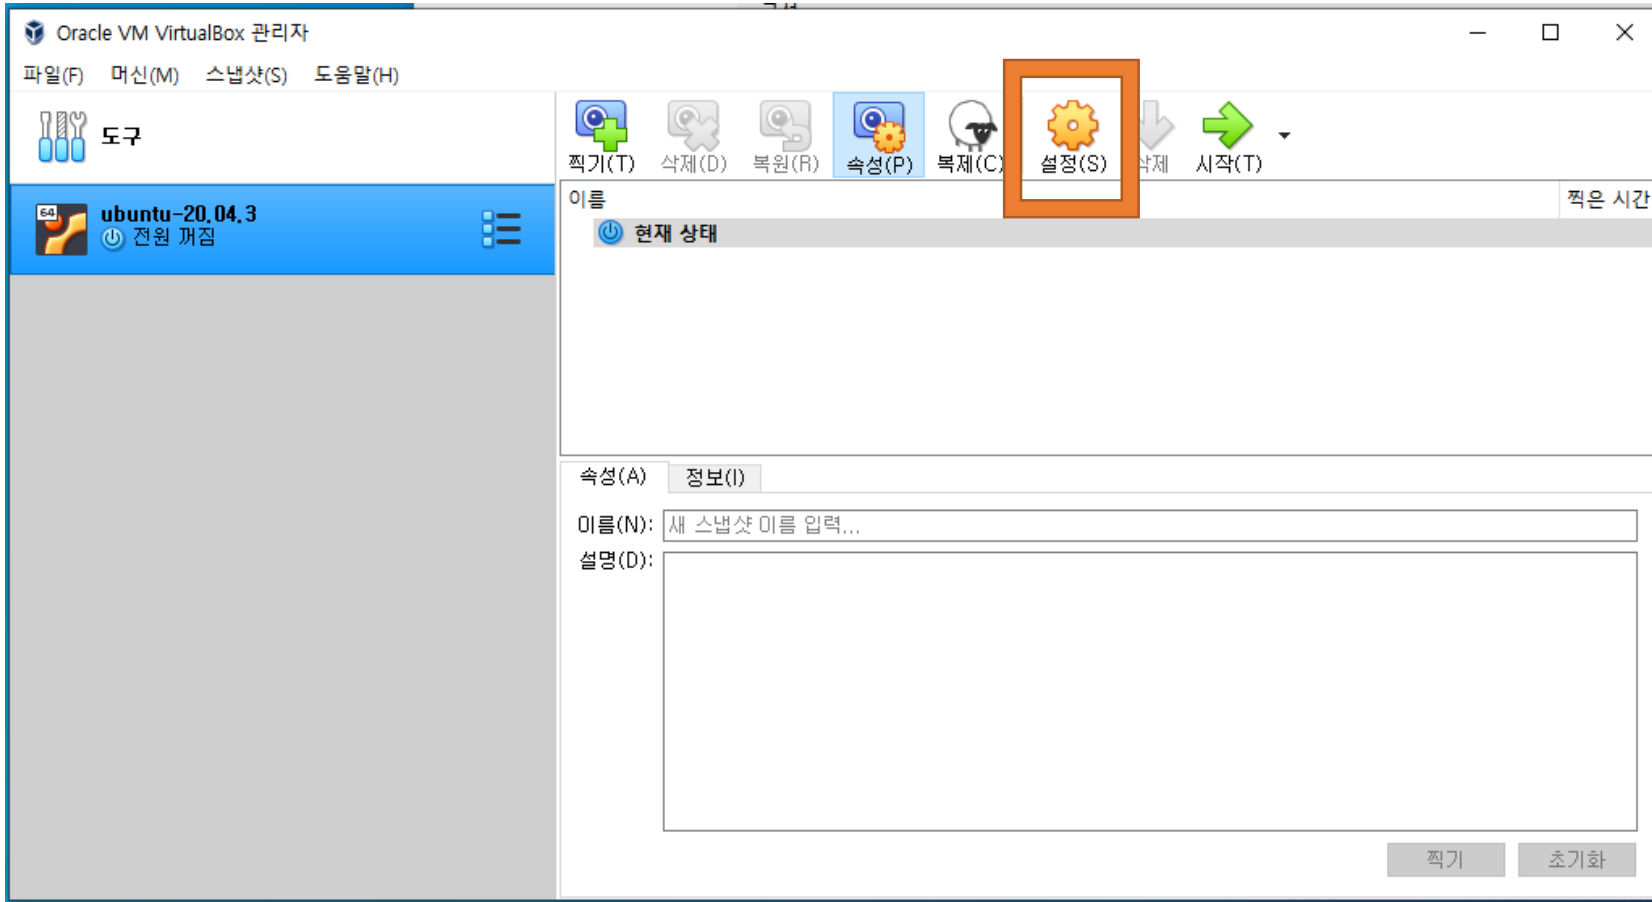 Oracle VM VirtualBox 관리자
파일(F) 머신(M) 스냅샷(S) 도움말(H)
도구
찍기(T) 삭제(D) 복원(R) 속성(P) 복제(C) 설정(S) 삭제 시작(T)
64
ubuntu-20.04.3
전원 꺼짐
이름 찍은 시간
현재 상태
속성(A) 정보(I)
이름(N): 새 스냅샷 이름 입력...
설명(D):
찍기 초기화